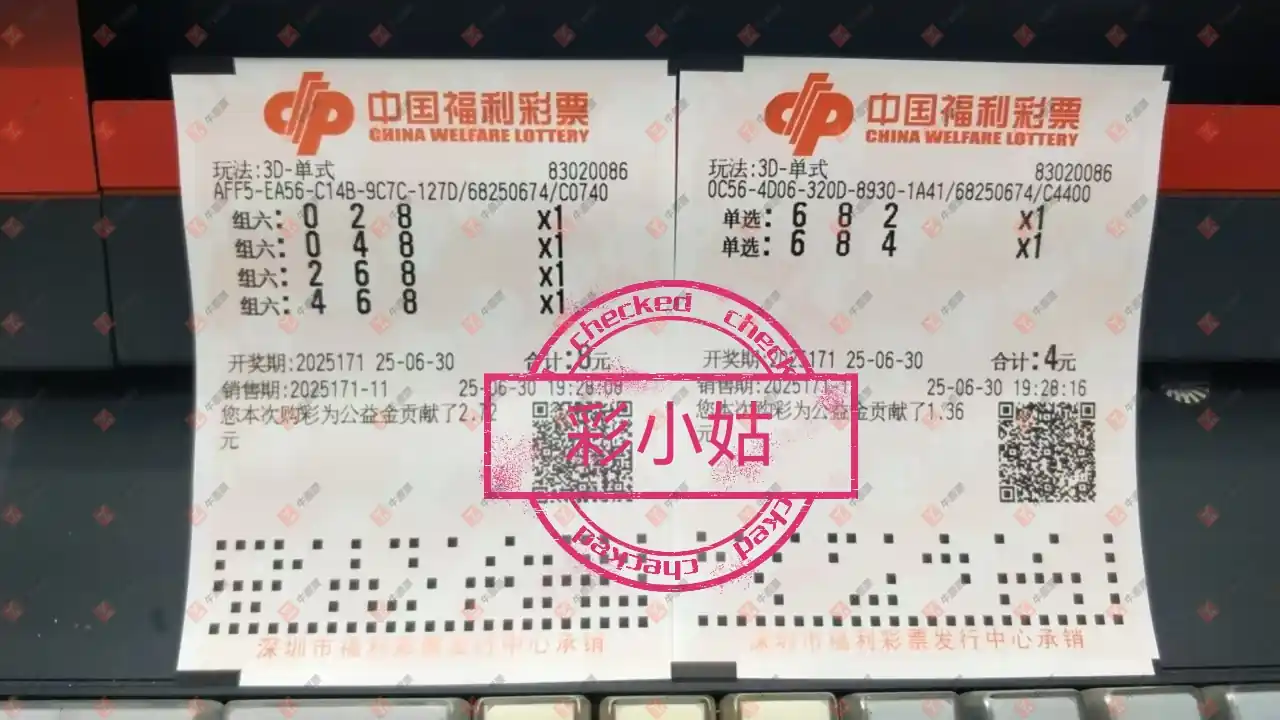 中国福利彩票
CHINA WELFARE LOTTERY
玩法:3D-单式 83020086
AFF5-EA56-C14B-9C7C-127D/68250674/C0740
组六: 0 2 8 x1
组六: 0 4 8 x1
组六: 2 6 8 x1
组六: 4 6 8 x1
开奖期:2025171 25-06-30 合计:8元
销售期:2025171-11 25-06-30 19:28:08
您本次购彩为公益金贡献了2.72
元
深圳市福利彩票发行中心承销
中国福利彩票
CHINA WELFARE LOTTERY
玩法:3D-单式 83020086
0C56-4D06-320D-8930-1A41/68250674/C4400
单选: 6 8 2 x1
单选: 6 8 4 x1
开奖期:2025171 25-06-30 合计:4元
销售期:2025171-1 25-06-30 19:28:16
您本次购彩为公益金贡献了1.36
元
深圳市福利彩票发行中心承销
checked checked
彩小姑
checked checked checked